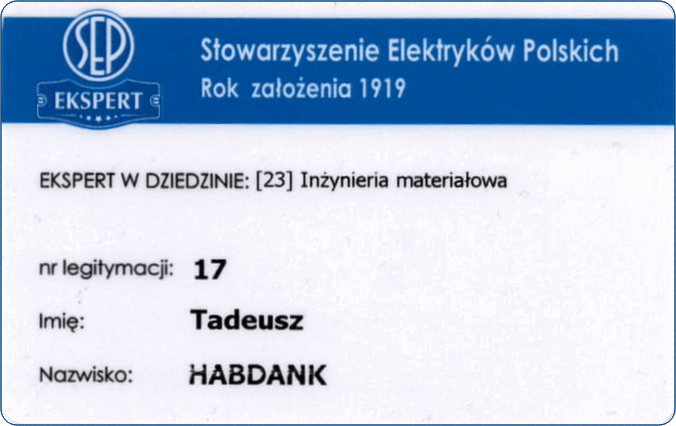 SEP
EKSPERT
Stowarzyszenie Elektryków Polskich
Rok założenia 1919
EKSPERT W DZIEDZINIE: [23] Inżynieria materiałowa
nr legitymacji: 17
Imię: Tadeusz
Nazwisko: HABDANK